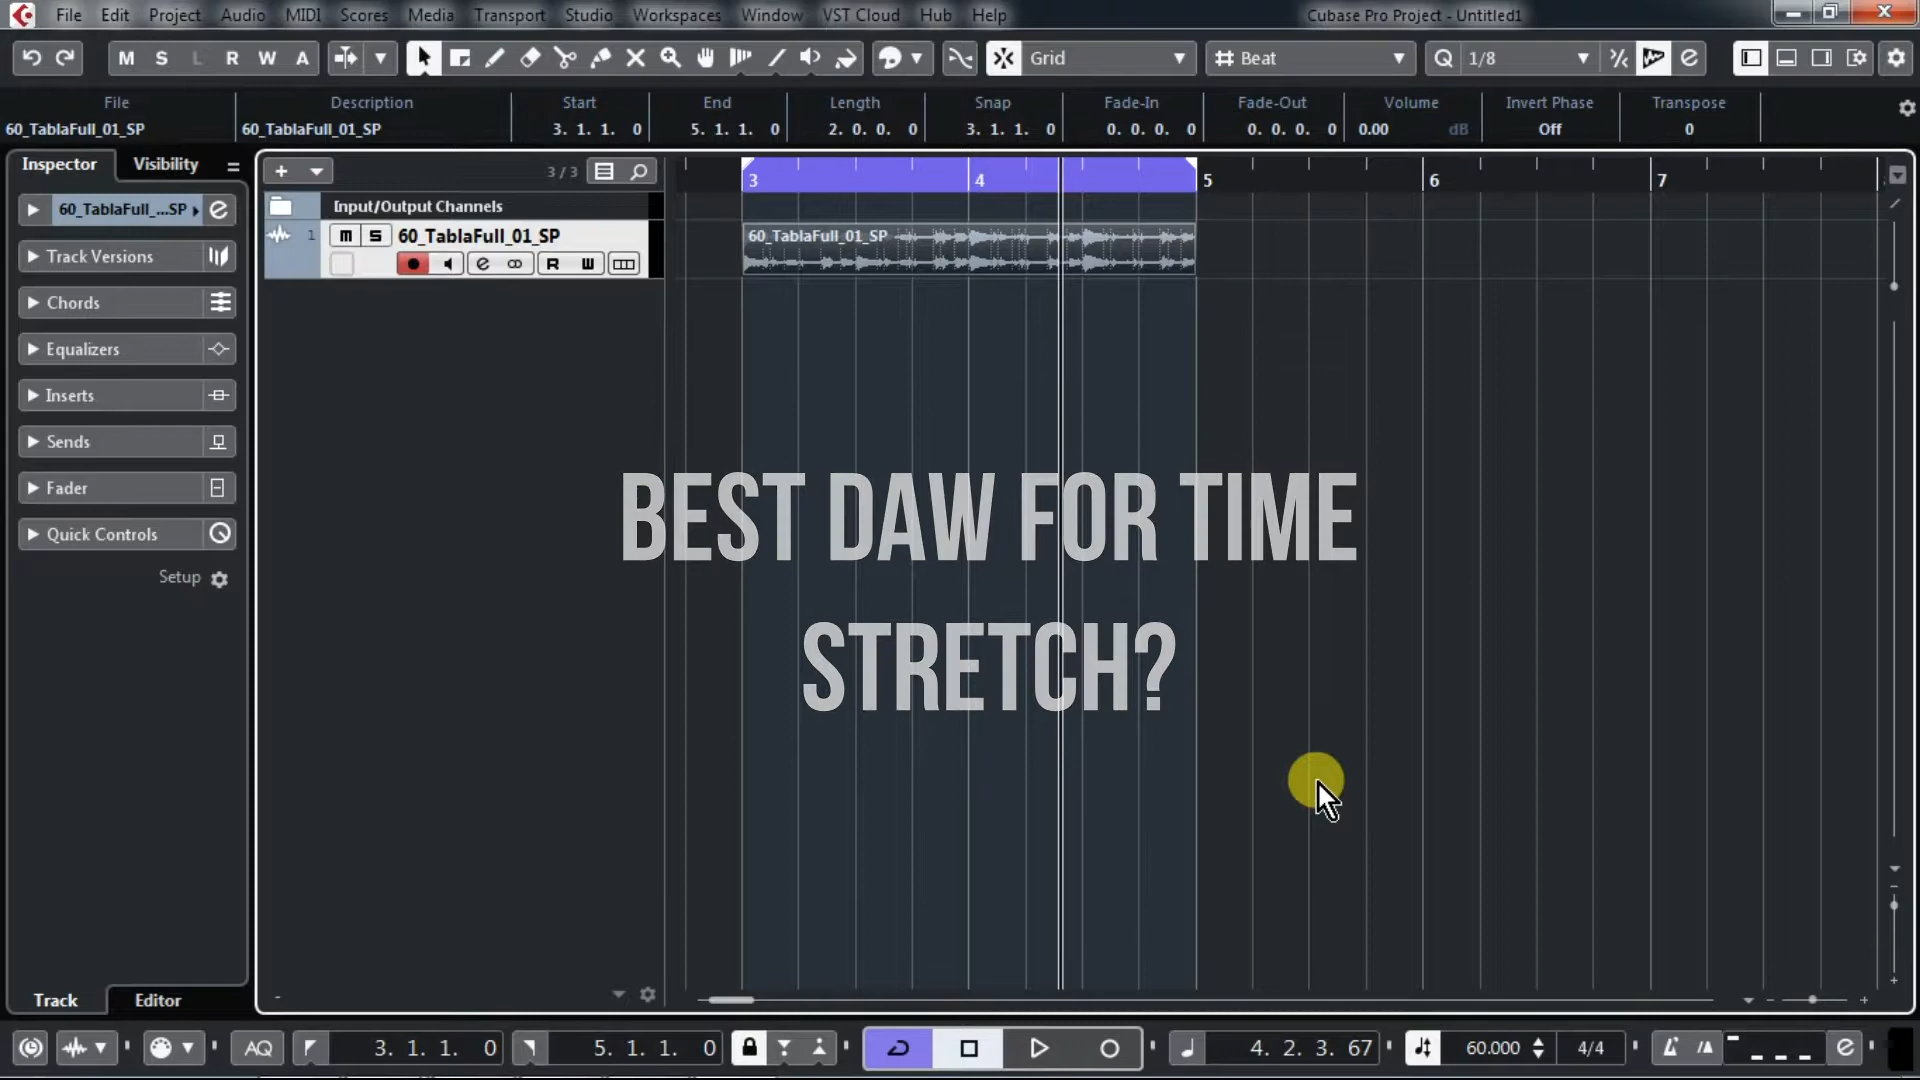 File Edit Project Audio MIDI Scores Media Transport Studio Workspaces Window VST Cloud Hub Help Cubase Pro Project - Untitled1
M S L R W A Grid Beat Q 1/8
File Description Start End Length Snap Fade-In Fade-Out Volume Invert Phase Transpose
60_TablaFull_01_SP 60_TablaFull_01_SP 3. 1. 1. 0 5. 1. 1. 0 2. 0. 0. 0 3. 1. 1. 0 0. 0. 0. 0 0. 0. 0. 0 0.00 dB Off 0
Inspector Visibility
60_TablaFull_...SP
Track Versions
Chords
Equalizers
Inserts
Sends
Fader
Quick Controls
Setup
3 / 3
Input/Output Channels
1 m S 60_TablaFull_01_SP
R W
3 4 5 6 7
60_TablaFull_01_SP
BEST DAW FOR TIME
STRETCH?
Track Editor
AQ 3. 1. 1. 0 5. 1. 1. 0 4. 2. 3. 67 60.000 4/4